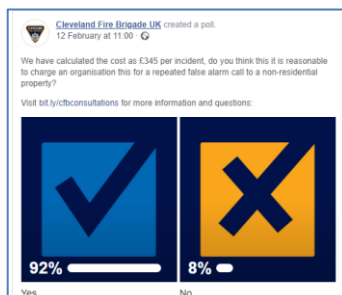 Cleveland Fire Brigade UK created a poll.
12 February at 11:00 ·
We have calculated the cost as £345 per incident, do you think this it is reasonable
to charge an organisation this for a repeated false alarm call to a non-residential
property?
Visit bit.ly/cfbconsultations for more information and questions:
92%
8%
Yes
No